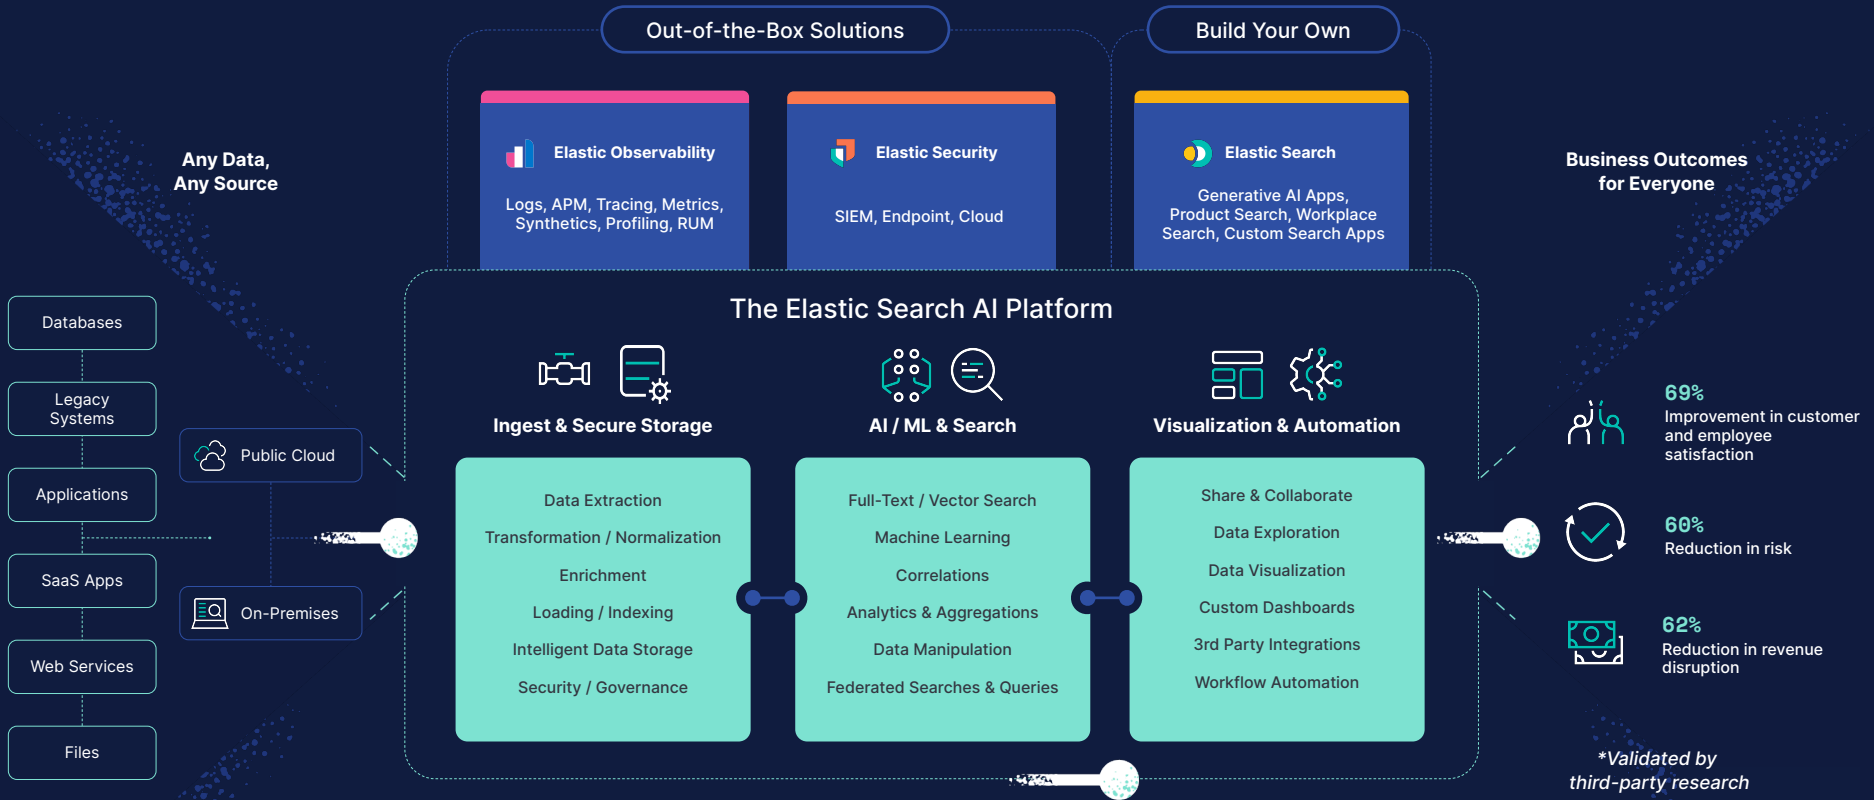 Out-of-the-Box Solutions
Build Your Own
Any Data,
Any Source
Elastic Observability
Logs, APM, Tracing, Metrics,
Synthetics, Profiling, RUM
Elastic Security
SIEM, Endpoint, Cloud
Elastic Search
Generative AI Apps,
Product Search, Workplace
Search, Custom Search Apps
Business Outcomes
for Everyone
Databases
Legacy
Systems
Applications
SaaS Apps
Web Services
Files
Public Cloud
On-Premises
The Elastic Search AI Platform
Ingest & Secure Storage
Data Extraction
Transformation / Normalization
Enrichment
Loading / Indexing
Intelligent Data Storage
Security / Governance
AI / ML & Search
Full-Text / Vector Search
Machine Learning
Correlations
Analytics & Aggregations
Data Manipulation
Federated Searches & Queries
Visualization & Automation
Share & Collaborate
Data Exploration
Data Visualization
Custom Dashboards
3rd Party Integrations
Workflow Automation
69%
Improvement in customer
and employee
satisfaction
60%
Reduction in risk
62%
Reduction in revenue
disruption
*Validated by
third-party research